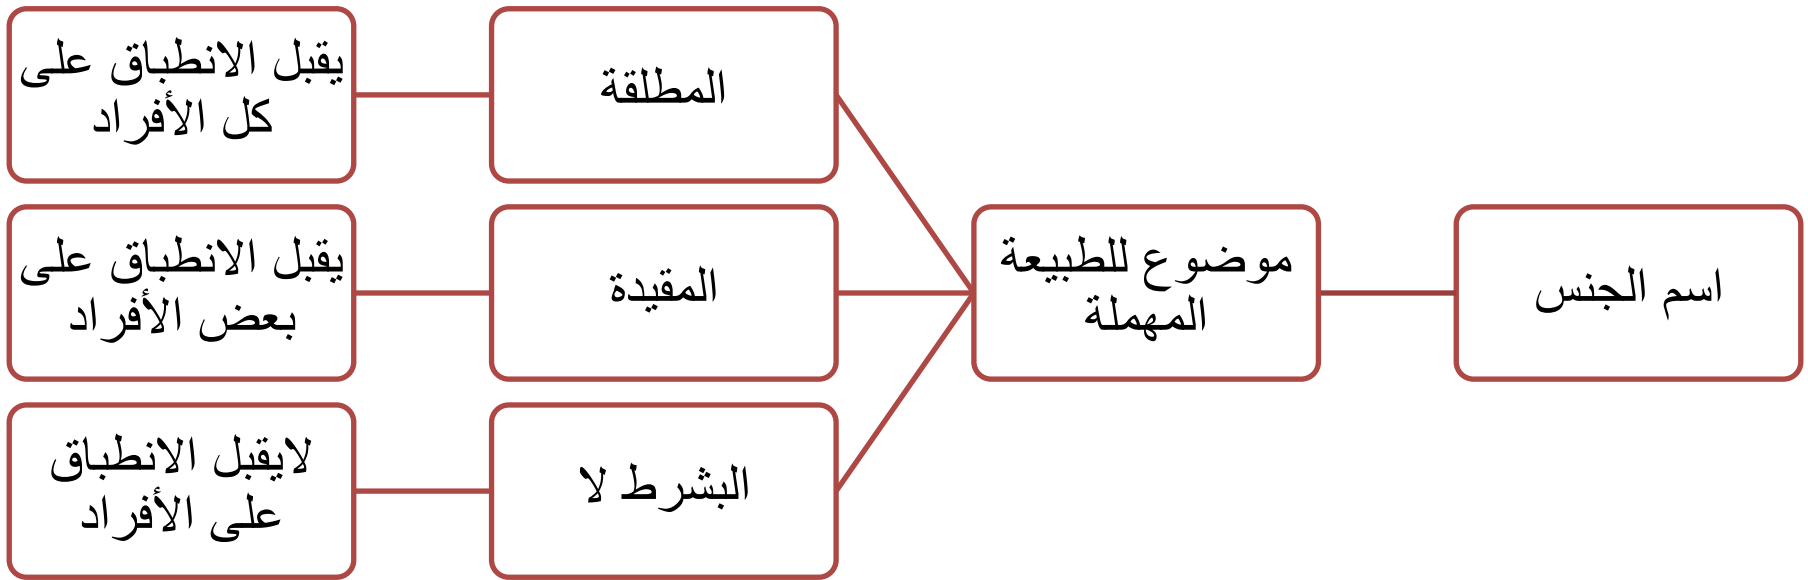 اسم الجنس
موضوع للطبيعة
المهملة
المطلقة
يقبل الانطباق على
كل الأفراد
المقيدة
يقبل الانطباق على
بعض الأفراد
البشرط لا
لايقبل الانطباق
على الأفراد